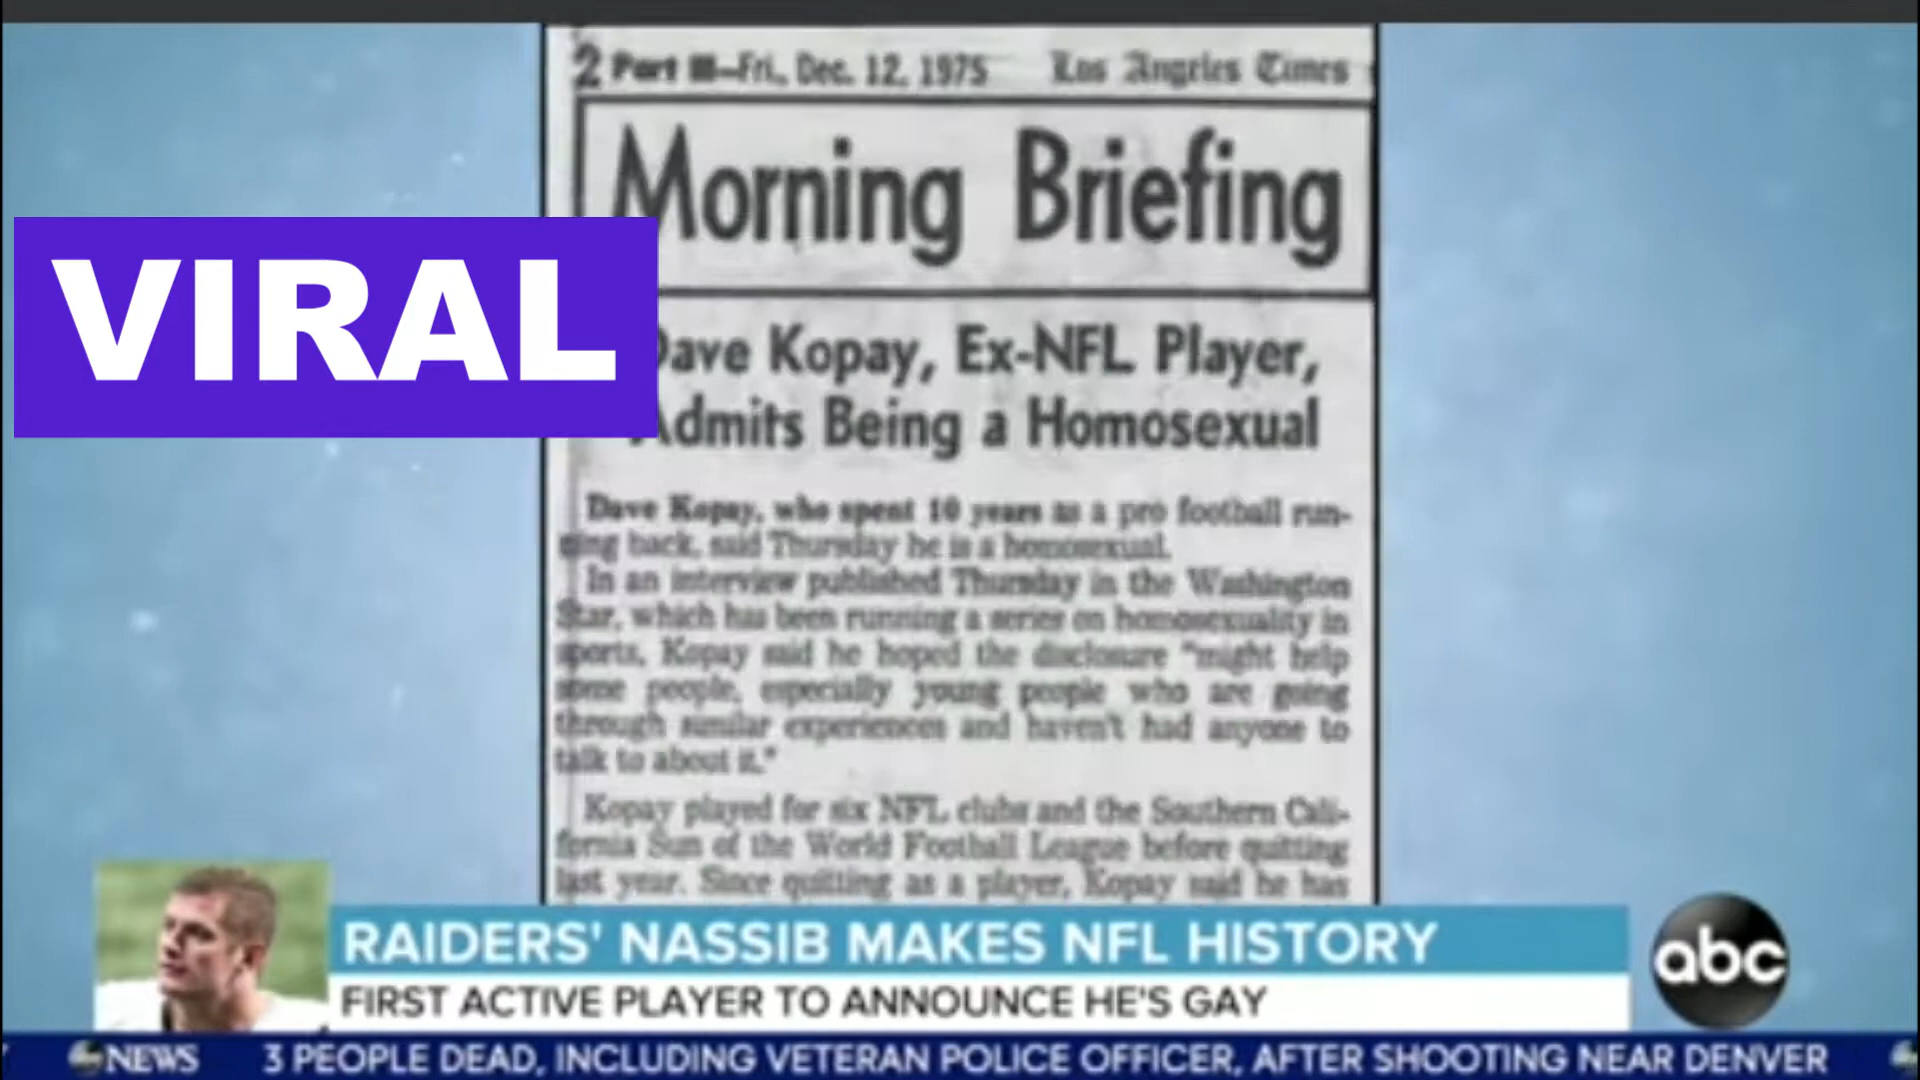 2 Part III—Fri., Dec. 12, 1975 Los Angeles Times
Morning Briefing
VIRAL
Dave Kopay, Ex-NFL Player,
Admits Being a Homosexual
Dave Kopay, who spent 10 years as a pro football run-
ning back, said Thursday he is a homosexual.
In an interview published Thursday in the Washington
Star, which has been running a series on homosexuality in
sports, Kopay said he hoped the disclosure "might help
some people, especially young people who are going
through similar experiences and haven't had anyone to
talk to about it."
Kopay played for six NFL clubs and the Southern Cali-
fornia Sun of the World Football League before quitting
last year. Since quitting as a player, Kopay said he has
RAIDERS' NASSIB MAKES NFL HISTORY
FIRST ACTIVE PLAYER TO ANNOUNCE HE'S GAY
abc
abc NEWS 3 PEOPLE DEAD, INCLUDING VETERAN POLICE OFFICER, AFTER SHOOTING NEAR DENVER